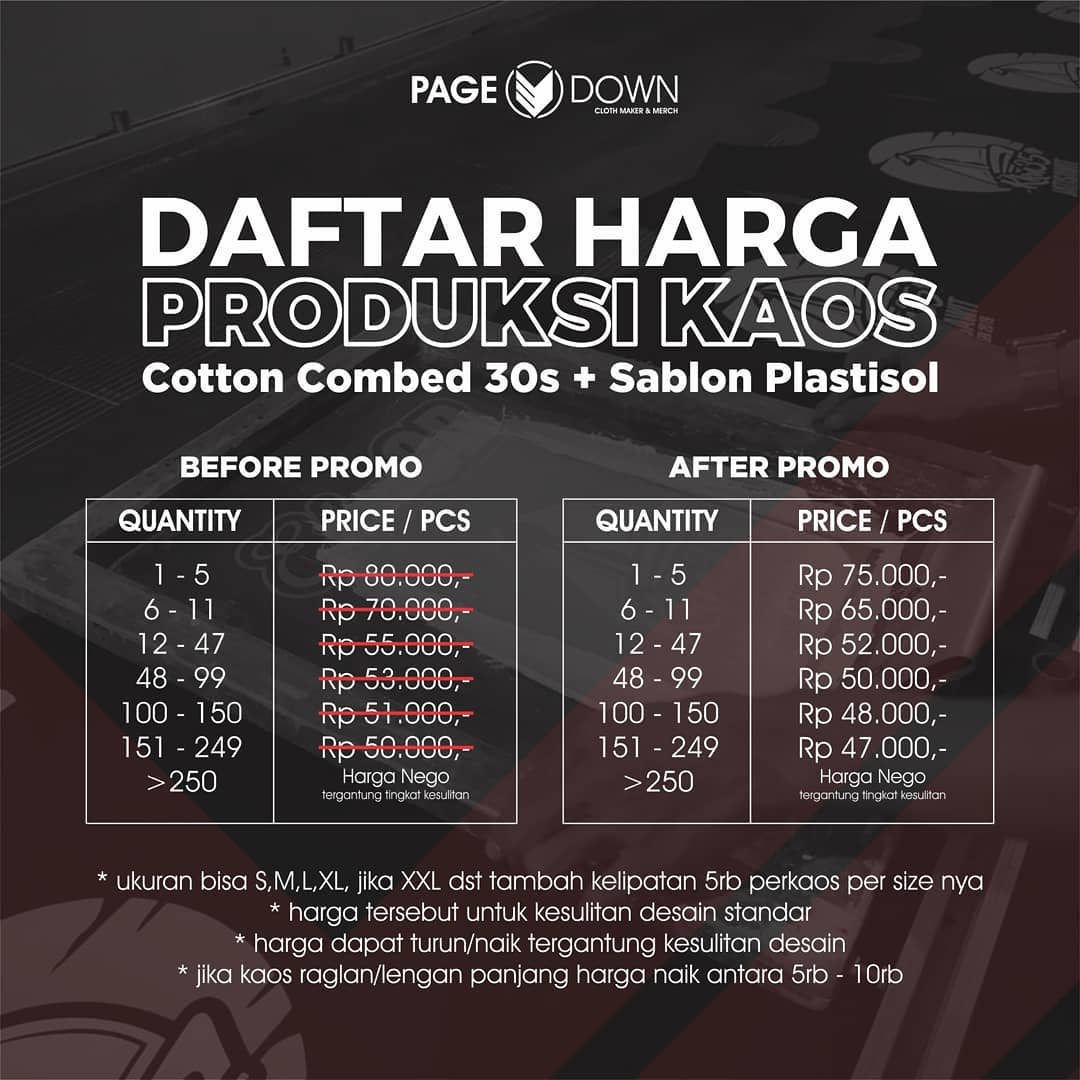 PAGE DOWN
CLOTH MAKER & MERCH
DAFTAR HARGA
PRODUKSI KAOS
Cotton Combed 30s + Sablon Plastisol
BEFORE PROMO
QUANTITY PRICE / PCS
1 - 5 Rp 80.000,-
6 - 11 Rp 70.000,-
12 - 47 Rp 55.000,-
48 - 99 Rp 53.000,-
100 - 150 Rp 51.000,-
151 - 249 Rp 50.000,-
>250 Harga Nego
tergantung tingkat kesulitan
AFTER PROMO
QUANTITY PRICE / PCS
1 - 5 Rp 75.000,-
6 - 11 Rp 65.000,-
12 - 47 Rp 52.000,-
48 - 99 Rp 50.000,-
100 - 150 Rp 48.000,-
151 - 249 Rp 47.000,-
>250 Harga Nego
tergantung tingkat kesulitan
* ukuran bisa S,M,L,XL, jika XXL dst tambah kelipatan 5rb perkaos per size nya
* harga tersebut untuk kesulitan desain standar
* harga dapat turun/naik tergantung kesulitan desain
* jika kaos raglan/lengan panjang harga naik antara 5rb - 10rb